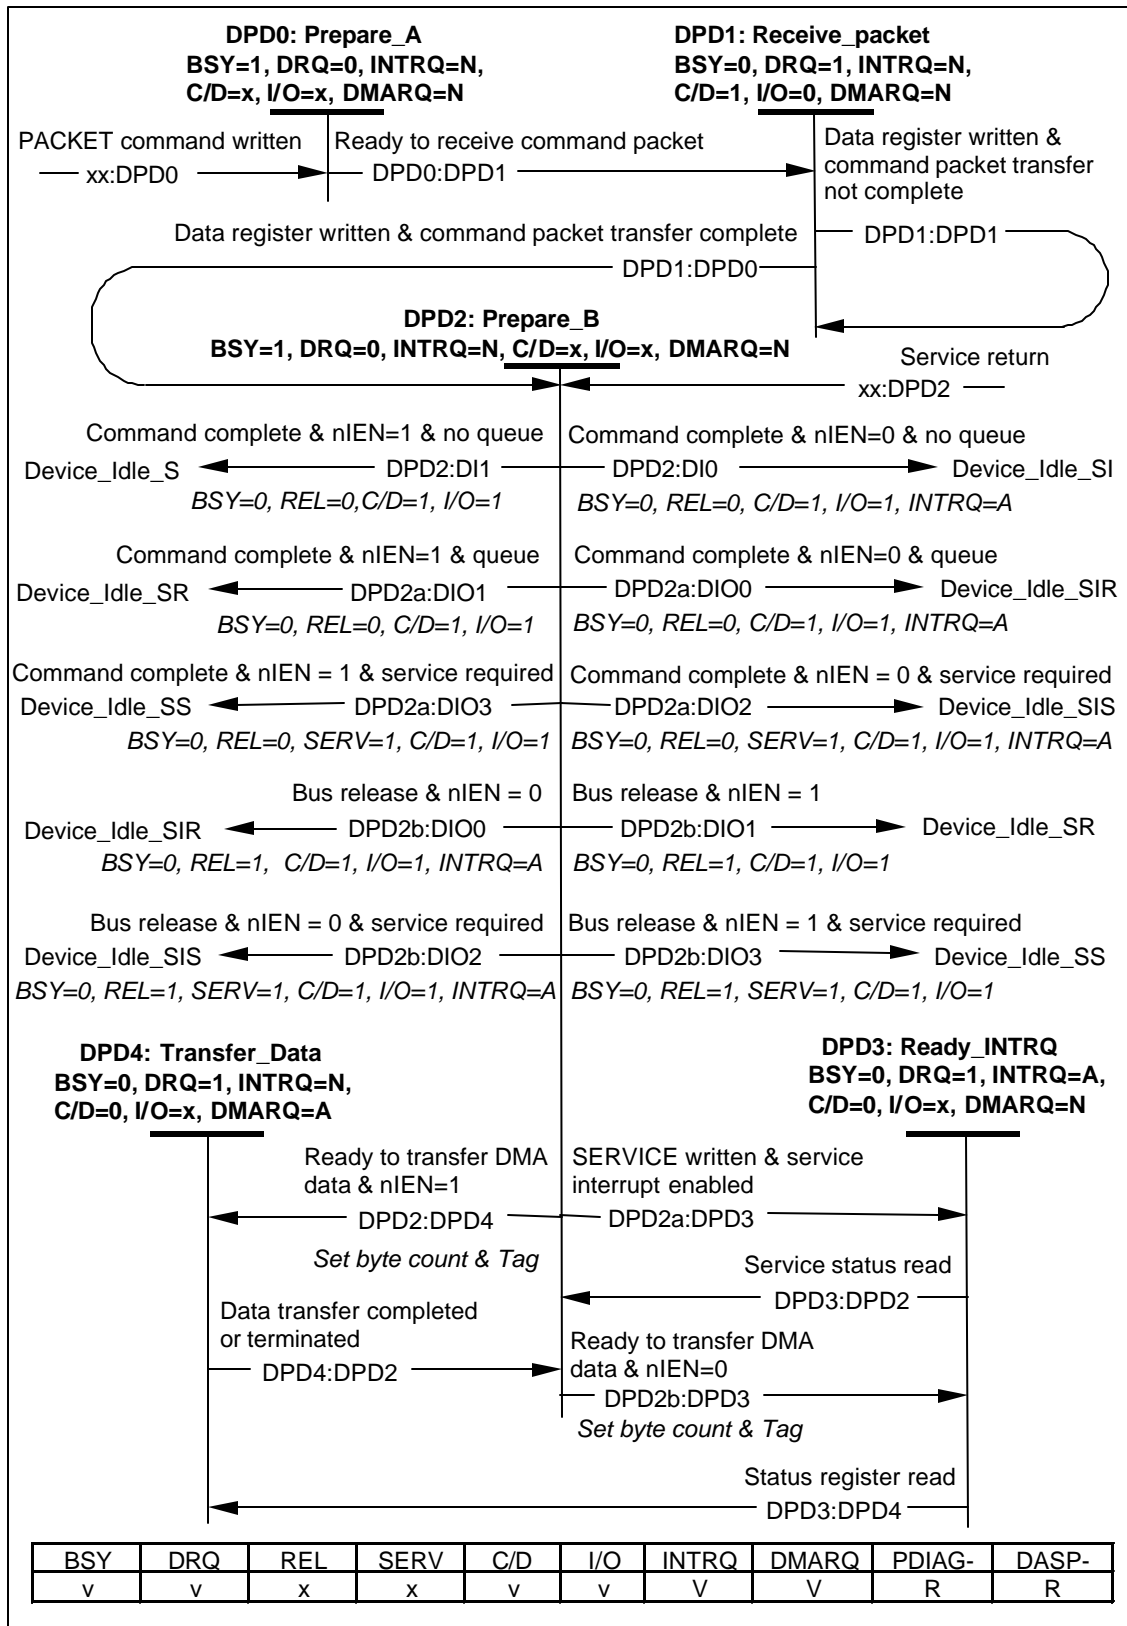 DPD0: Prepare_A
BSY=1, DRQ=0, INTRQ=N,
C/D=x, I/O=x, DMARQ=N
DPD1: Receive_packet
BSY=0, DRQ=1, INTRQ=N,
C/D=1, I/O=0, DMARQ=N
PACKET command written
xx:DPD0
Ready to receive command packet
DPD0:DPD1
Data register written &
command packet transfer
not complete
DPD1:DPD1
Data register written & command packet transfer complete
DPD1:DPD0
DPD2: Prepare_B
BSY=1, DRQ=0, INTRQ=N, C/D=x, I/O=x, DMARQ=N
Service return
xx:DPD2
Command complete & nIEN=1 & no queue
Device_Idle_S DPD2:DI1
BSY=0, REL=0,C/D=1, I/O=1
Command complete & nIEN=0 & no queue
DPD2:DI0 Device_Idle_SI
BSY=0, REL=0, C/D=1, I/O=1, INTRQ=A
Command complete & nIEN=1 & queue
Device_Idle_SR DPD2a:DIO1
BSY=0, REL=0, C/D=1, I/O=1
Command complete & nIEN=0 & queue
DPD2a:DIO0 Device_Idle_SIR
BSY=0, REL=0, C/D=1, I/O=1, INTRQ=A
Command complete & nIEN = 1 & service required
Device_Idle_SS DPD2a:DIO3
BSY=0, REL=0, SERV=1, C/D=1, I/O=1
Command complete & nIEN = 0 & service required
DPD2a:DIO2 Device_Idle_SIS
BSY=0, REL=0, SERV=1, C/D=1, I/O=1, INTRQ=A
Bus release & nIEN = 0
Device_Idle_SIR DPD2b:DIO0
BSY=0, REL=1, C/D=1, I/O=1, INTRQ=A
Bus release & nIEN = 1
DPD2b:DIO1 Device_Idle_SR
BSY=0, REL=1, C/D=1, I/O=1
Bus release & nIEN = 0 & service required
Device_Idle_SIS DPD2b:DIO2
BSY=0, REL=1, SERV=1, C/D=1, I/O=1, INTRQ=A
Bus release & nIEN = 1 & service required
DPD2b:DIO3 Device_Idle_SS
BSY=0, REL=1, SERV=1, C/D=1, I/O=1
DPD4: Transfer_Data
BSY=0, DRQ=1, INTRQ=N,
C/D=0, I/O=x, DMARQ=A
DPD3: Ready_INTRQ
BSY=0, DRQ=1, INTRQ=A,
C/D=0, I/O=x, DMARQ=N
Ready to transfer DMA
data & nIEN=1
DPD2:DPD4
Set byte count & Tag
SERVICE written & service
interrupt enabled
DPD2a:DPD3
Service status read
DPD3:DPD2
Data transfer completed
or terminated
DPD4:DPD2
Ready to transfer DMA
data & nIEN=0
DPD2b:DPD3
Set byte count & Tag
Status register read
DPD3:DPD4
BSY DRQ REL SERV C/D I/O INTRQ DMARQ PDIAG- DASP-
v v x x v v V V R R